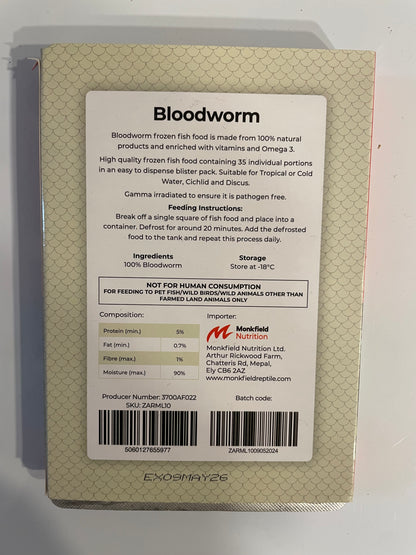 Bloodworm
Bloodworm frozen fish food is made from 100% natural
products and enriched with vitamins and Omega 3.
High quality frozen fish food containing 35 individual portions
in an easy to dispense blister pack. Suitable for Tropical or Cold
Water, Cichlid and Discus.
Gamma irradiated to ensure it is pathogen free.
Feeding Instructions:
Break off a single square of fish food and place into a
container. Defrost for around 20 minutes. Add the defrosted
food to the tank and repeat this process daily.
Ingredients
100% Bloodworm
Storage
Store at -18°C
NOT FOR HUMAN CONSUMPTION
FOR FEEDING TO PET FISH/WILD BIRDS/WILD ANIMALS OTHER THAN
FARMED LAND ANIMALS ONLY
Composition:
Protein (min.) 5%
Fat (min.) 0.7%
Fibre (max.) 1%
Moisture (max.) 90%
Importer:
Monkfield
Nutrition
Monkfield Nutrition Ltd.
Arthur Rickwood Farm,
Chatteris Rd, Mepal,
Ely CB6 2AZ
www.monkfieldreptile.com
Producer Number: 3700AF022
SKU: ZARML10
5060127655977
Batch code:
ZARML1009052024
EX09MAY26